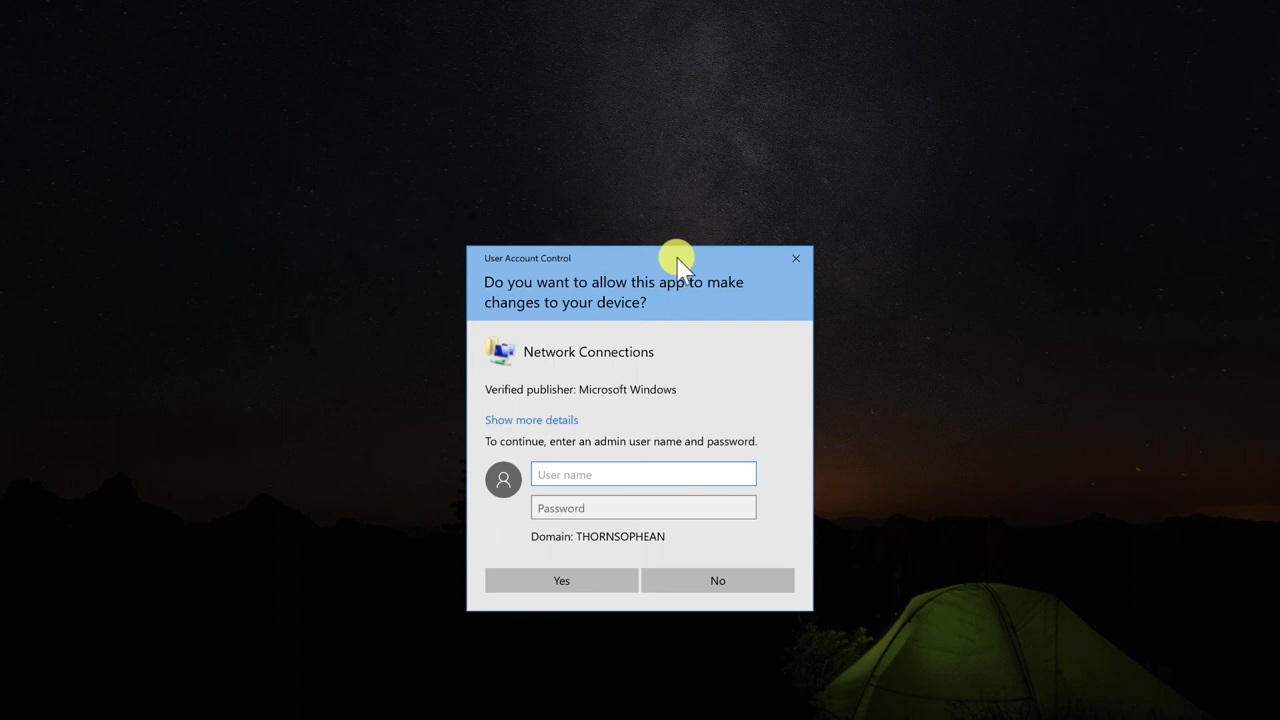 User Account Control
Do you want to allow this app to make
changes to your device?
Network Connections
Verified publisher: Microsoft Windows
Show more details
To continue, enter an admin user name and password.
User name
Password
Domain: THORNSOPHEAN
Yes
No